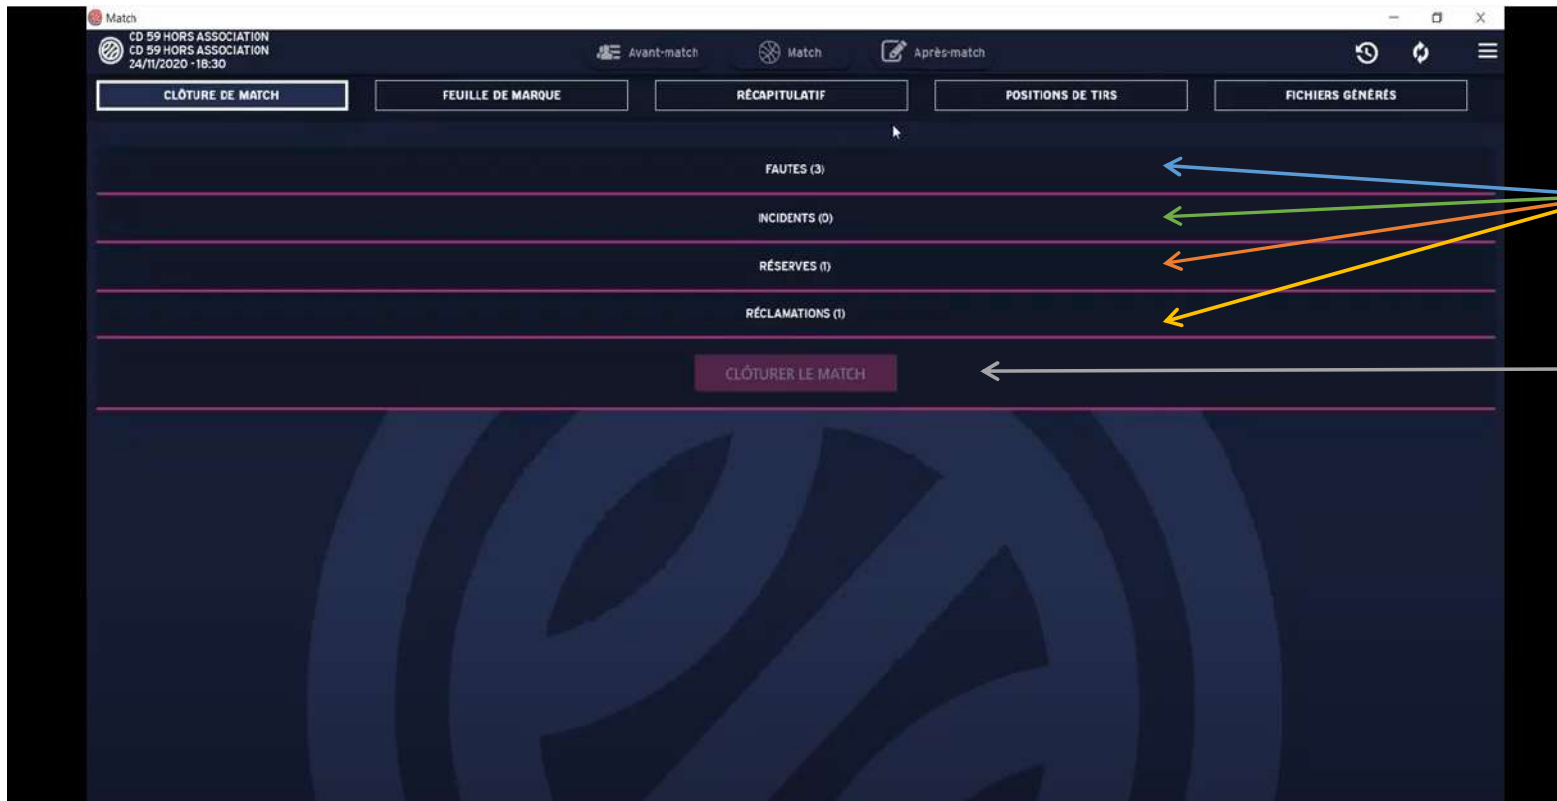 Match
CD 59 HORS ASSOCIATION
CD 59 HORS ASSOCIATION
24/11/2020 - 18:30
Avant-match
Match
Après-match
CLÔTURE DE MATCH
FEUILLE DE MARQUE
RÉCAPITULATIF
POSITIONS DE TIRS
FICHIERS GÉNÉRÉS
FAUTES (3)
INCIDENTS (0)
RÉSERVES (1)
RÉCLAMATIONS (1)
CLÔTURER LE MATCH